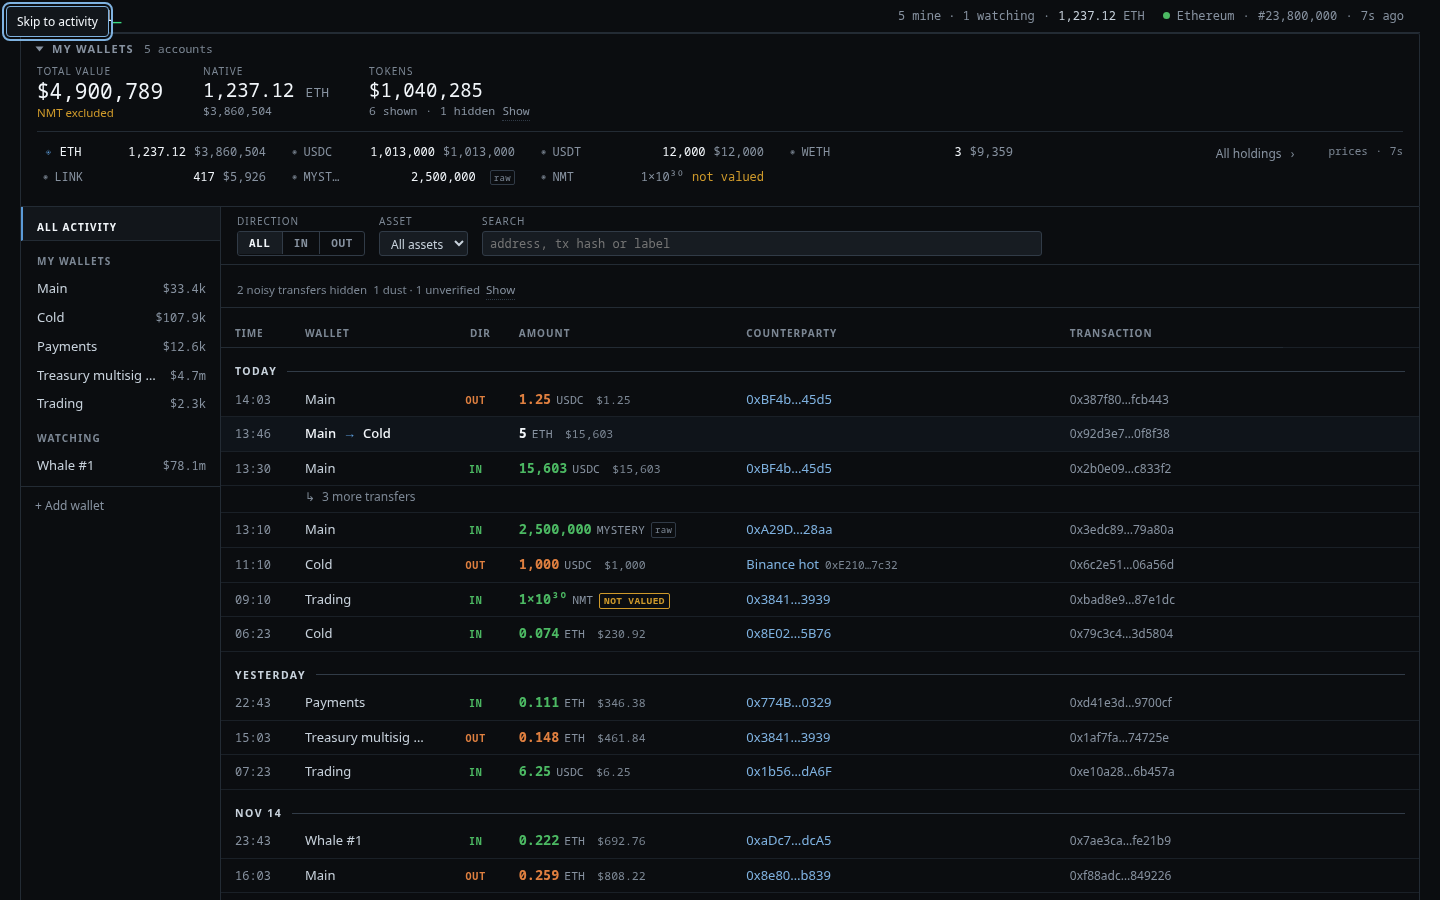 Skip to activity
5 mine · 1 watching · 1,237.12 ETH Ethereum · #23,800,000 · 7s ago
MY WALLETS 5 accounts
TOTAL VALUE NATIVE TOKENS
$4,900,789 1,237.12 ETH $1,040,285
NMT excluded $3,860,504 6 shown · 1 hidden Show
ETH 1,237.12 $3,860,504 USDC 1,013,000 $1,013,000 USDT 12,000 $12,000 WETH 3 $9,359 All holdings › prices · 7s
LINK 417 $5,926 MYST… 2,500,000 raw NMT 1×10³⁰ not valued
ALL ACTIVITY
MY WALLETS
Main $33.4k
Cold $107.9k
Payments $12.6k
Treasury multisig … $4.7m
Trading $2.3k
WATCHING
Whale #1 $78.1m
+ Add wallet
DIRECTION ASSET SEARCH
ALL IN OUT All assets address, tx hash or label
2 noisy transfers hidden 1 dust · 1 unverified Show
TIME WALLET DIR AMOUNT COUNTERPARTY TRANSACTION
TODAY
14:03 Main OUT 1.25 USDC $1.25 0xBF4b…45d5 0x387f80…fcb443
13:46 Main → Cold 5 ETH $15,603 0x92d3e7…0f8f38
13:30 Main IN 15,603 USDC $15,603 0xBF4b…45d5 0x2b0e09…c833f2
↳ 3 more transfers
13:10 Main IN 2,500,000 MYSTERY raw 0xA29D…28aa 0x3edc89…79a80a
11:10 Cold OUT 1,000 USDC $1,000 Binance hot 0xE210…7c32 0x6c2e51…06a56d
09:10 Trading IN 1×10³⁰ NMT NOT VALUED 0x3841…3939 0xbad8e9…87e1dc
06:23 Cold IN 0.074 ETH $230.92 0x8E02…5B76 0x79c3c4…3d5804
YESTERDAY
22:43 Payments IN 0.111 ETH $346.38 0x774B…0329 0xd41e3d…9700cf
15:03 Treasury multisig … OUT 0.148 ETH $461.84 0x3841…3939 0x1af7fa…74725e
07:23 Trading IN 6.25 USDC $6.25 0x1b56…dA6F 0xe10a28…6b457a
NOV 14
23:43 Whale #1 IN 0.222 ETH $692.76 0xaDc7…dcA5 0x7ae3ca…fe21b9
16:03 Main OUT 0.259 ETH $808.22 0x8e80…b839 0xf88adc…849226